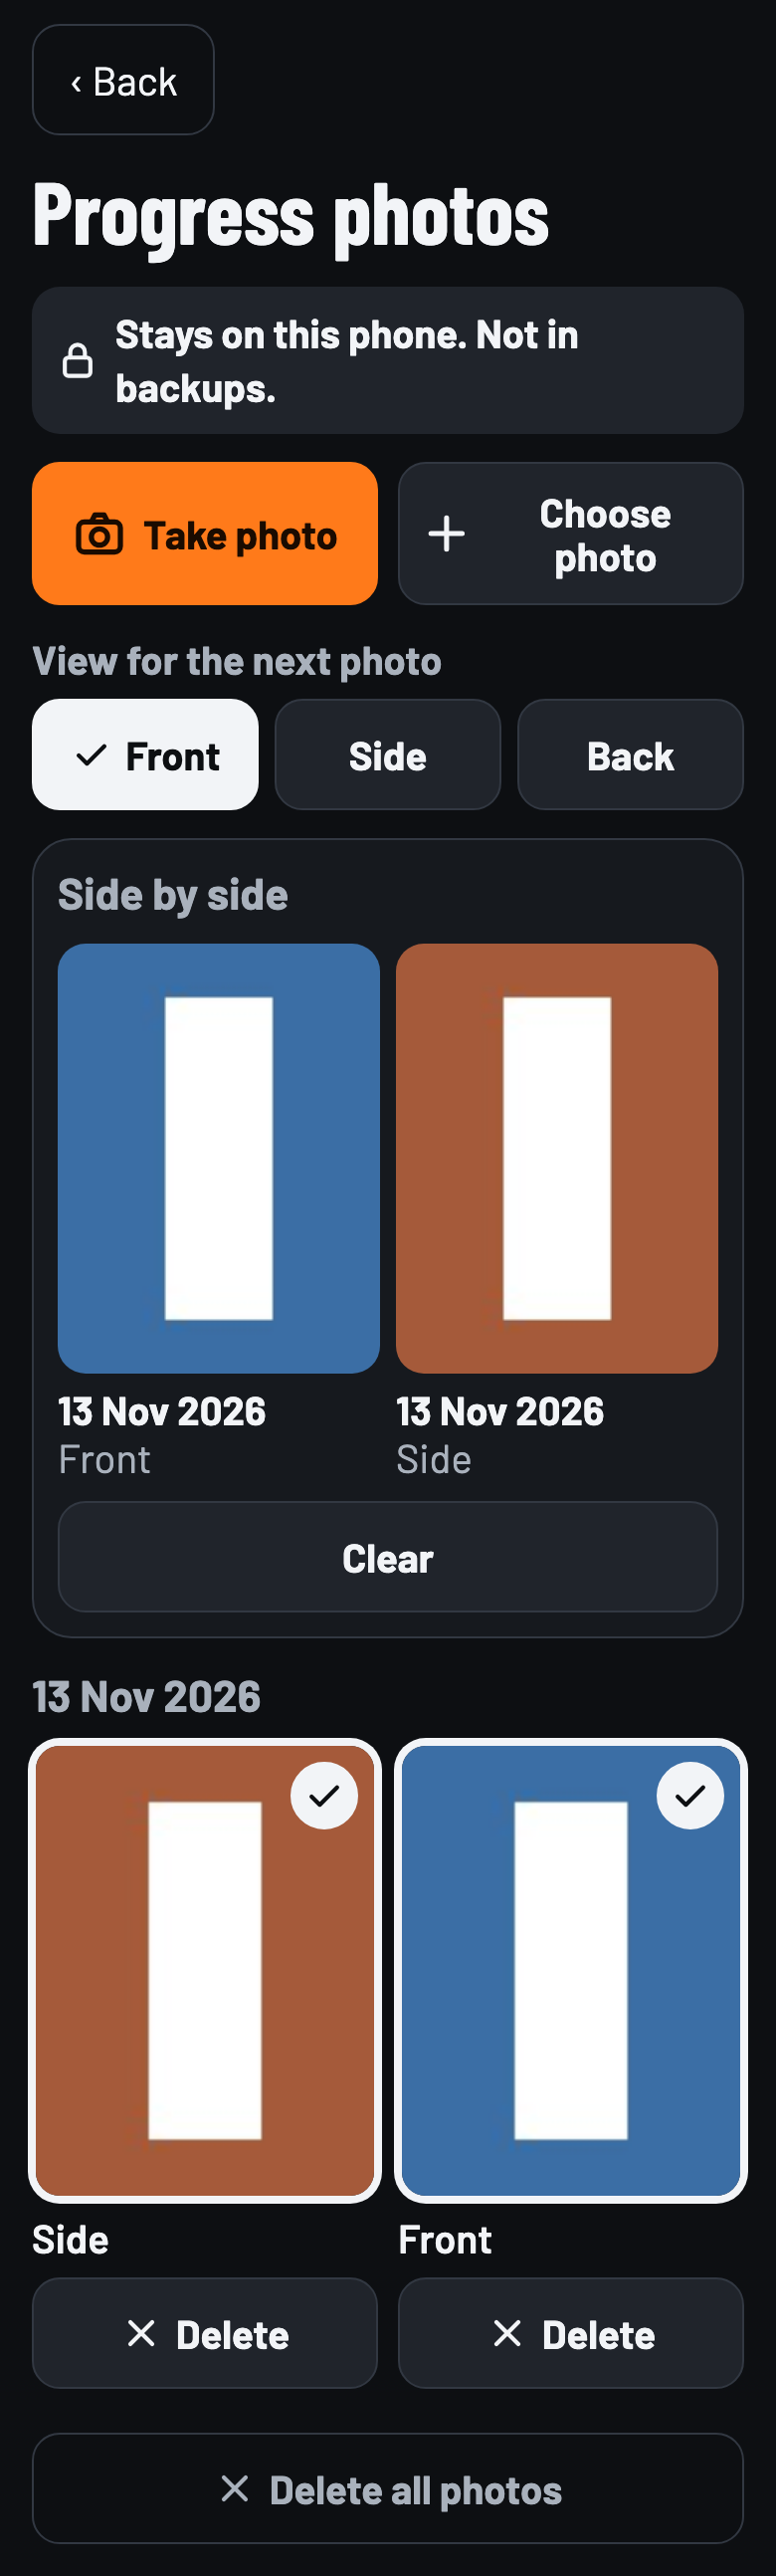 ‹ Back
Progress photos
Stays on this phone. Not in
backups.
Take photo
Choose
photo
View for the next photo
Front
Side
Back
Side by side
13 Nov 2026
Front
13 Nov 2026
Side
Clear
13 Nov 2026
Side
Front
Delete
Delete
Delete all photos